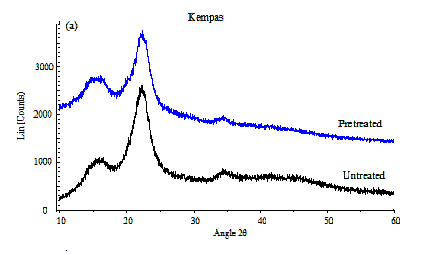 Kempas
(a)
3000
2000
1000
0
Lin (Counts)
Pretreated
Untreated
10 20 30 40 50 60
Angle 2θ